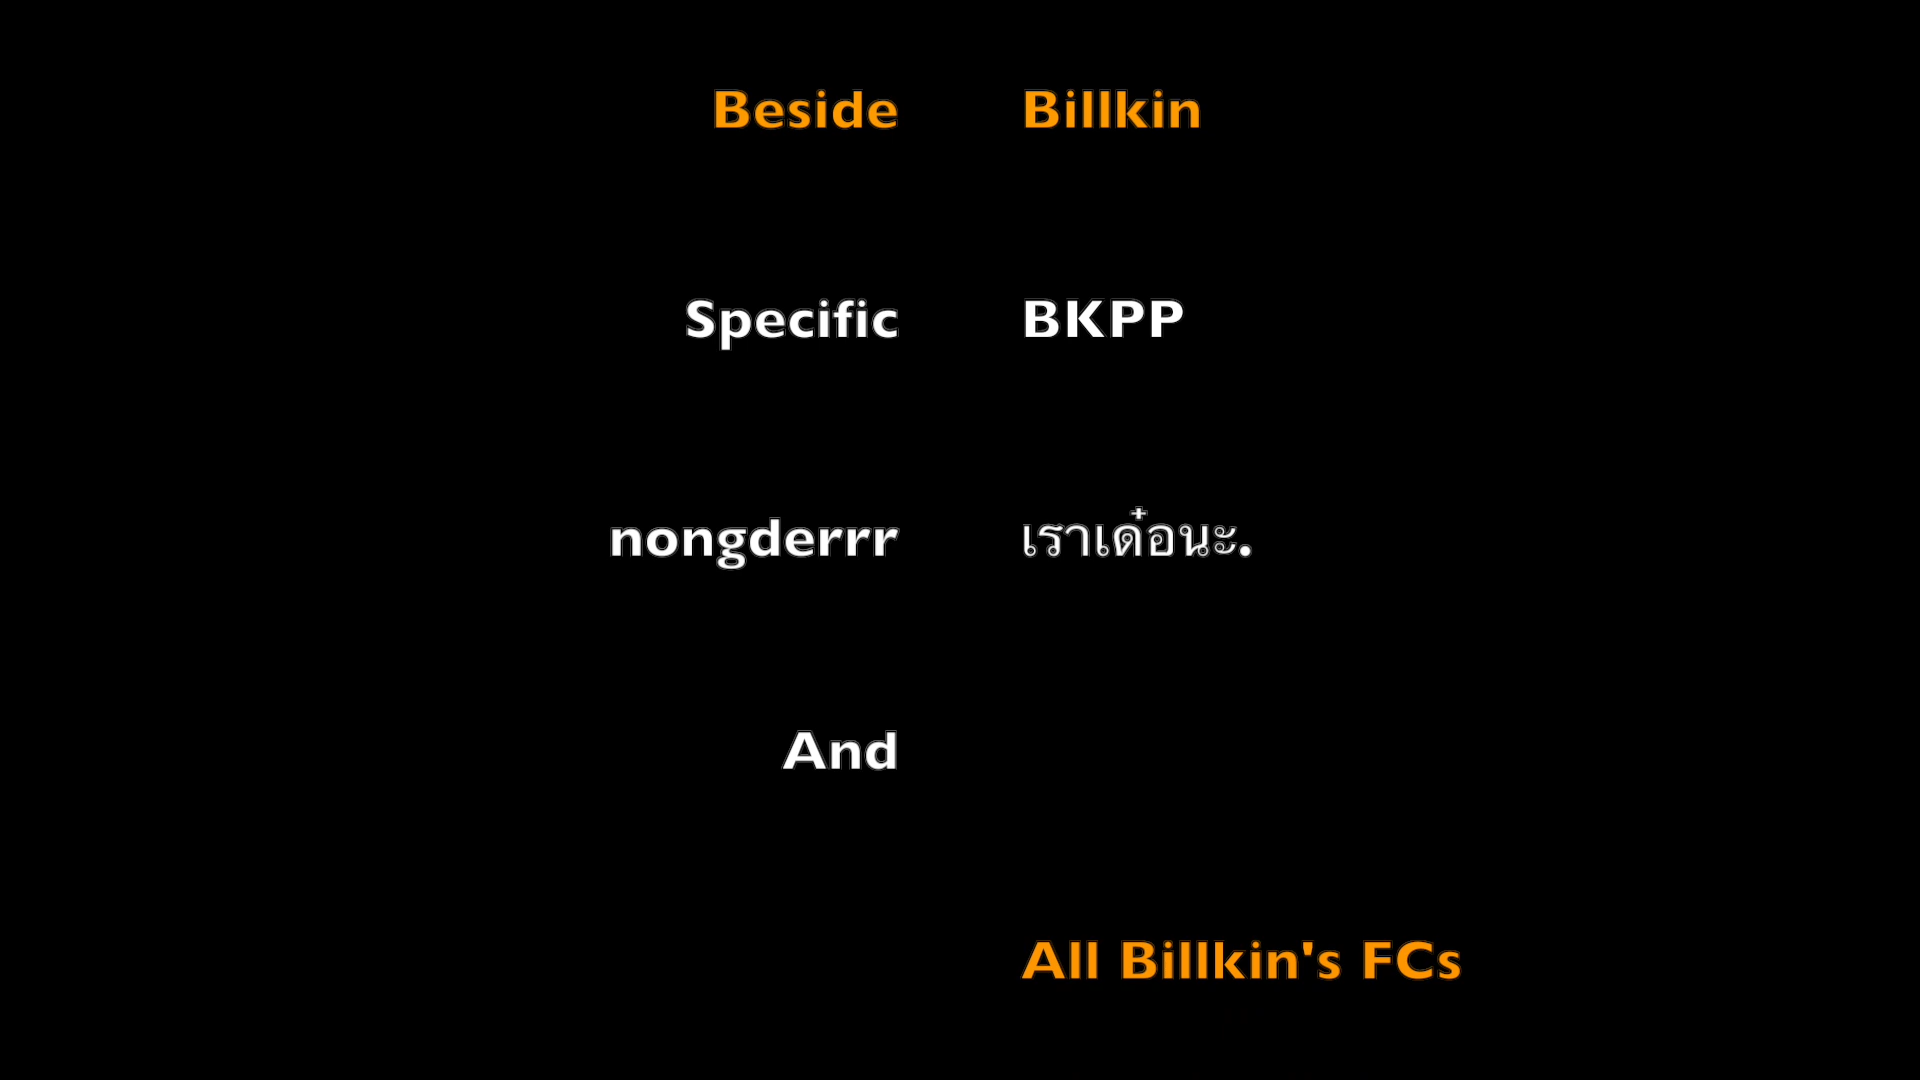 Beside Billkin
Specific BKPP
nongderrr เราเด๋อนะ.
And
All Billkin's FCs